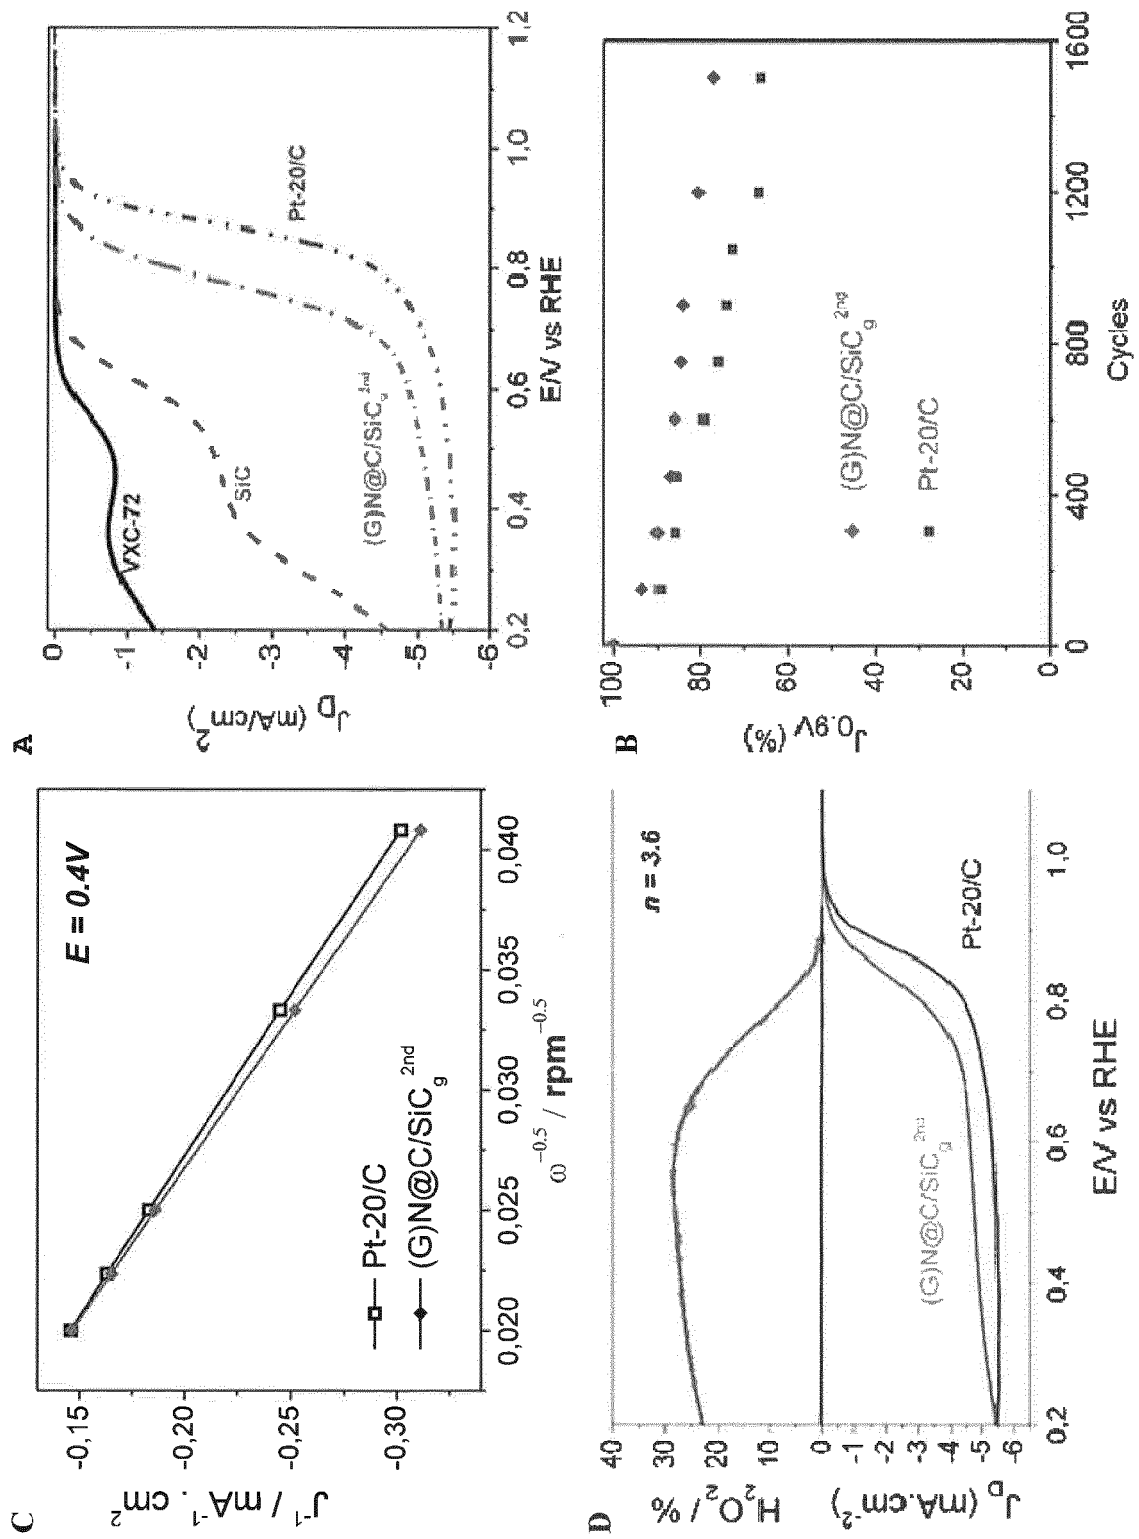 A
0
-1
-2
-3
-4
-5
-6
J_D (mA/cm²)
0,2
0,4
0,6
0,8
1,0
1,2
E/V vs RHE
VXC-72
SiC
(G)N@C/SiC_g^2nd
Pt-20/C
B
100
80
60
40
20
0
J_0.9V (%)
0
400
800
1200
1600
Cycles
(G)N@C/SiC_g^2nd
Pt-20/C
C
-0,15
-0,20
-0,25
-0,30
J^-1 / mA^-1 . cm²
0,020
0,025
0,030
0,035
0,040
ω^-0.5 / rpm^-0.5
E = 0.4V
Pt-20/C
(G)N@C/SiC_g^2nd
D
40
30
20
10
0
-1
-2
-3
-4
-5
-6
H₂O₂ / %
J_D (mA.cm^-2)
0,2
0,4
0,6
0,8
1,0
E/V vs RHE
n = 3.6
(G)N@C/SiC_g^2nd
Pt-20/C